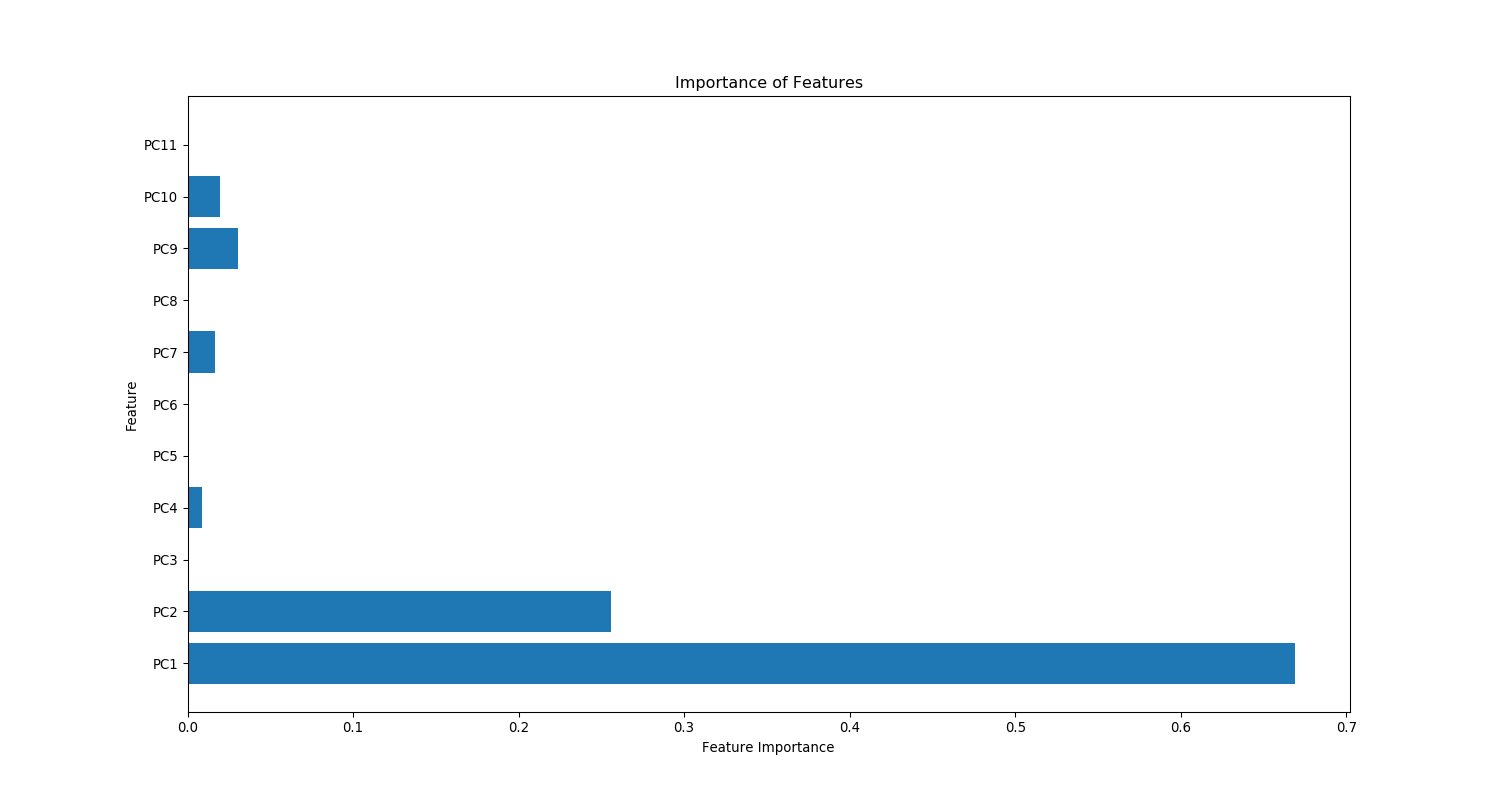 Importance of Features
PC11
PC10
PC9
PC8
PC7
PC6
PC5
PC4
PC3
PC2
PC1
Feature
0.0 0.1 0.2 0.3 0.4 0.5 0.6 0.7
Feature Importance